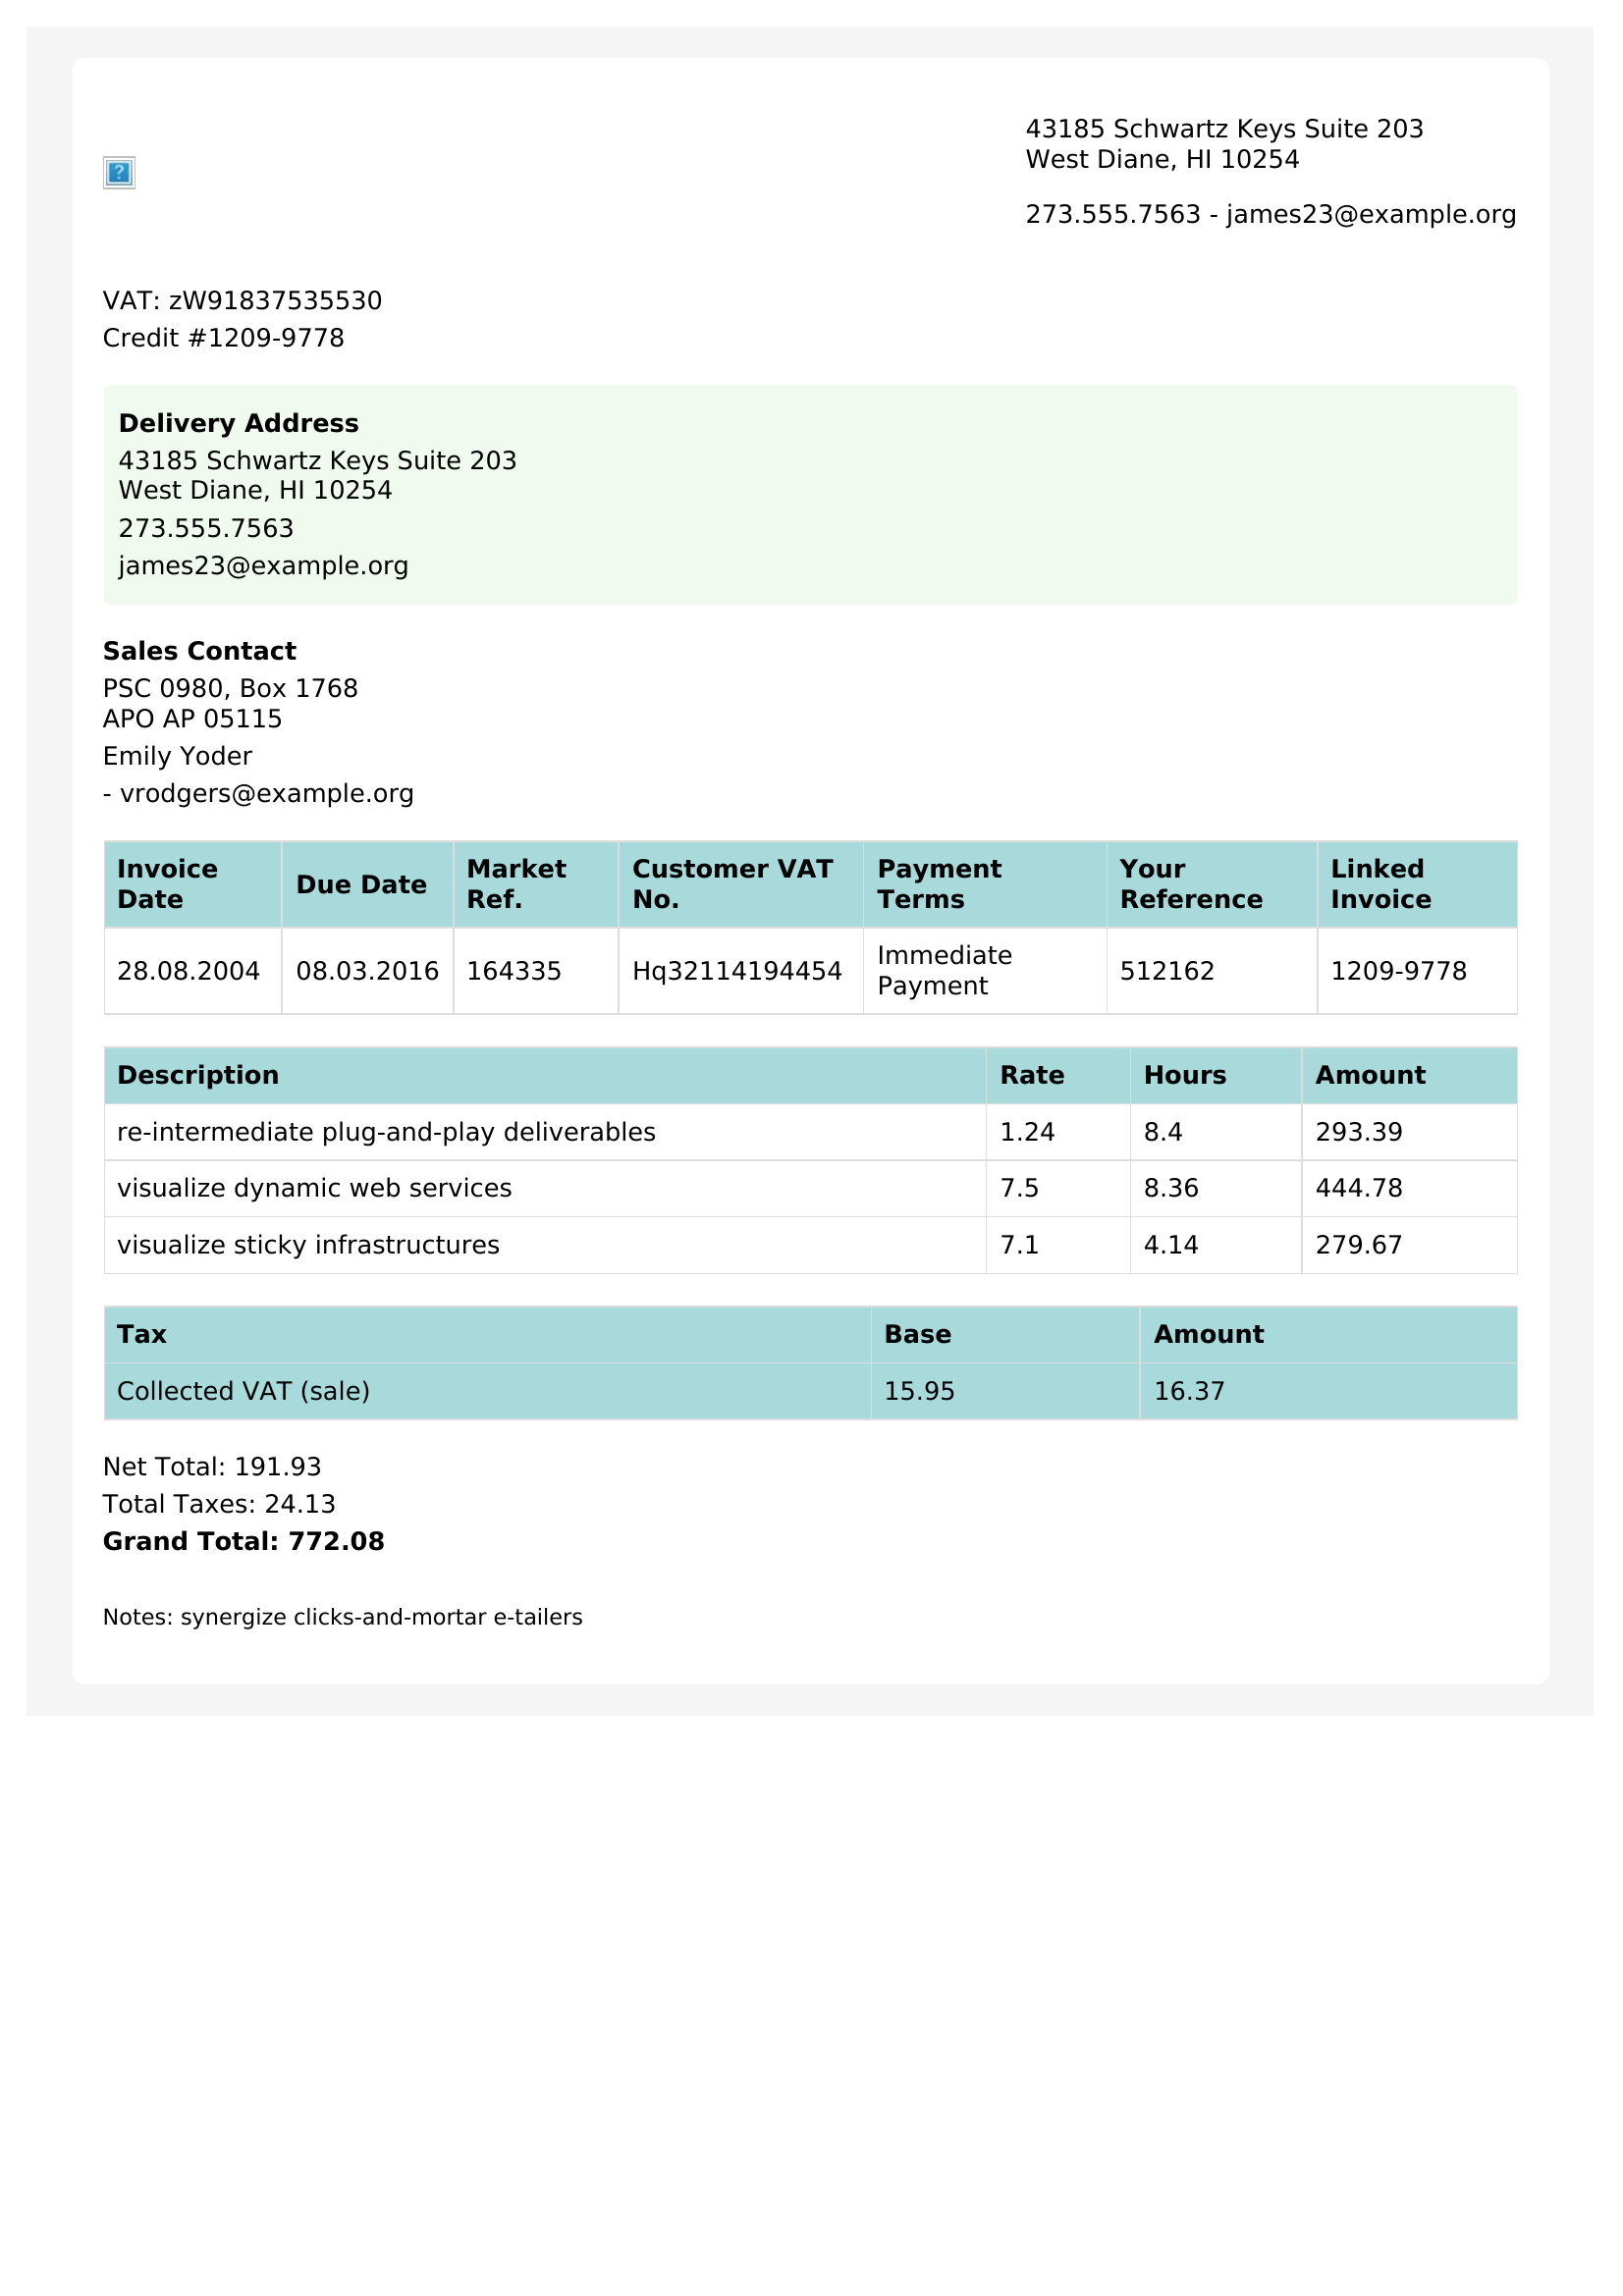 43185 Schwartz Keys Suite 203
West Diane, HI 10254
273.555.7563 - james23@example.org
VAT: zW91837535530
Credit #1209-9778
Delivery Address
43185 Schwartz Keys Suite 203
West Diane, HI 10254
273.555.7563
james23@example.org
Sales Contact
PSC 0980, Box 1768
APO AP 05115
Emily Yoder
- vrodgers@example.org
Invoice Date Due Date Market Ref. Customer VAT No. Payment Terms Your Reference Linked Invoice
28.08.2004 08.03.2016 164335 Hq32114194454 Immediate Payment 512162 1209-9778
Description Rate Hours Amount
re-intermediate plug-and-play deliverables 1.24 8.4 293.39
visualize dynamic web services 7.5 8.36 444.78
visualize sticky infrastructures 7.1 4.14 279.67
Tax Base Amount
Collected VAT (sale) 15.95 16.37
Net Total: 191.93
Total Taxes: 24.13
Grand Total: 772.08
Notes: synergize clicks-and-mortar e-tailers